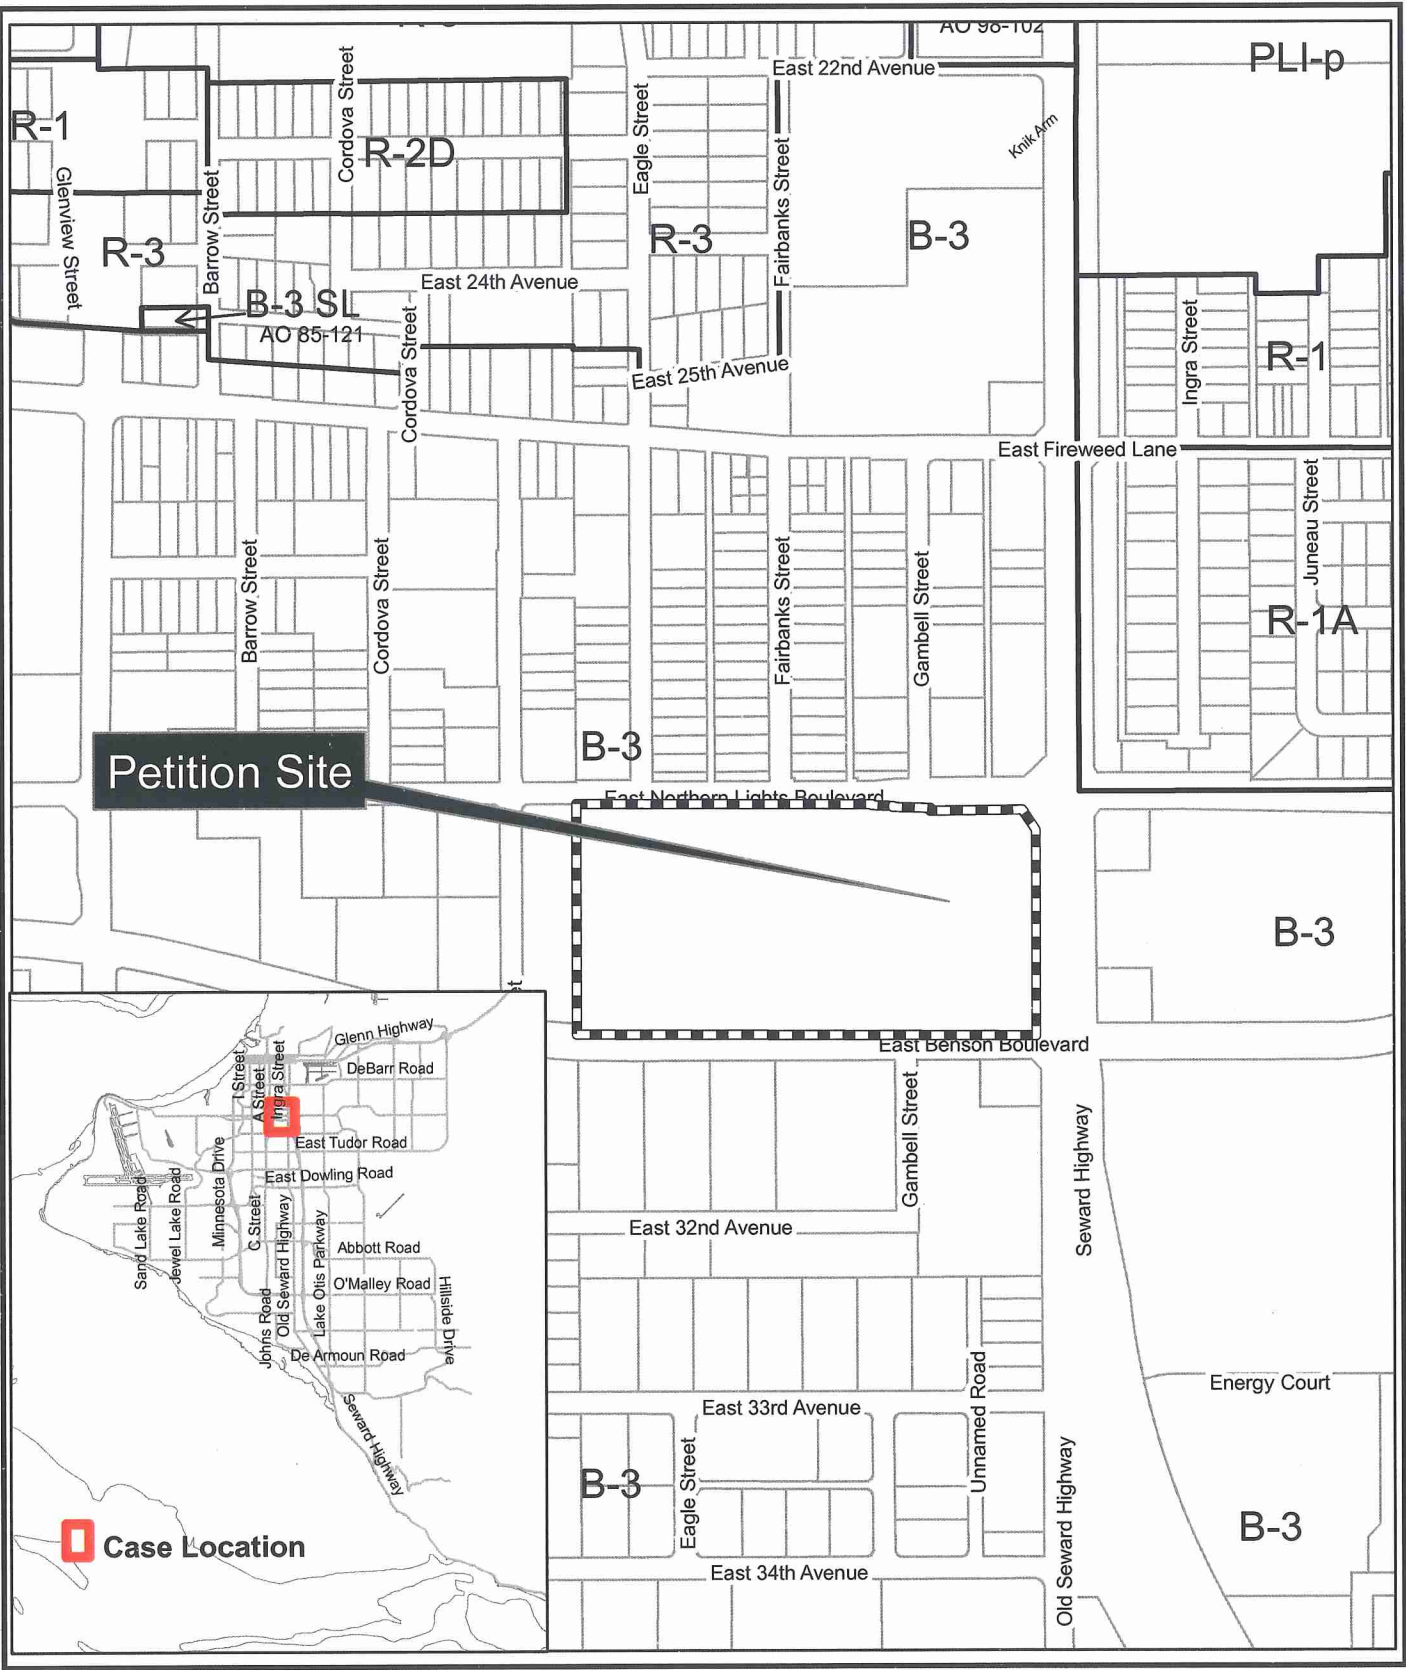 AO 98-102
PLI-p
East 22nd Avenue
Cordova Street
Eagle Street
Knik Arm
R-1
R-2D
Fairbanks Street
Glenview Street
Barrow Street
R-3
R-3
B-3
East 24th Avenue
B-3 SL
AO 85-121
Cordova Street
Ingra Street
R-1
East 25th Avenue
East Fireweed Lane
Juneau Street
Barrow Street
Cordova Street
Fairbanks Street
Gambell Street
R-1A
B-3
Petition Site
East Northern Lights Boulevard
B-3
East Benson Boulevard
Gambell Street
Seward Highway
East 32nd Avenue
Energy Court
Unnamed Road
East 33rd Avenue
B-3
Eagle Street
Old Seward Highway
B-3
East 34th Avenue
Glenn Highway
I Street
A Street
Ingra Street
DeBarr Road
East Tudor Road
East Dowling Road
Minnesota Drive
Sand Lake Road
Jewel Lake Road
C Street
Old Seward Highway
Lake Otis Parkway
Abbott Road
O'Malley Road
Hillside Drive
Johns Road
De Armoun Road
Seward Highway
Case Location